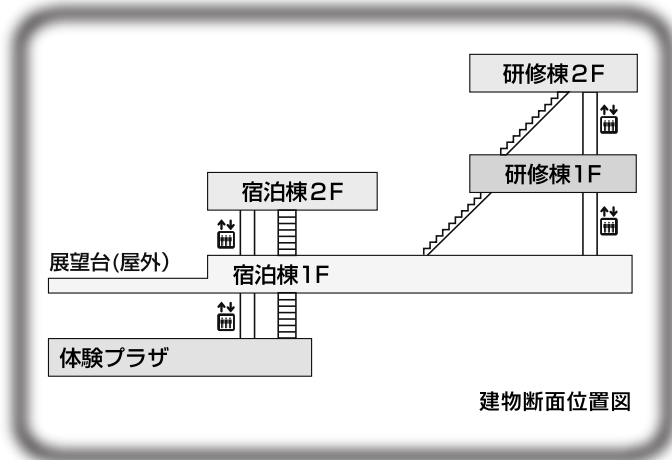 研修棟2F
研修棟1F
宿泊棟2F
展望台(屋外)
宿泊棟1F
体験プラザ
建物断面位置図